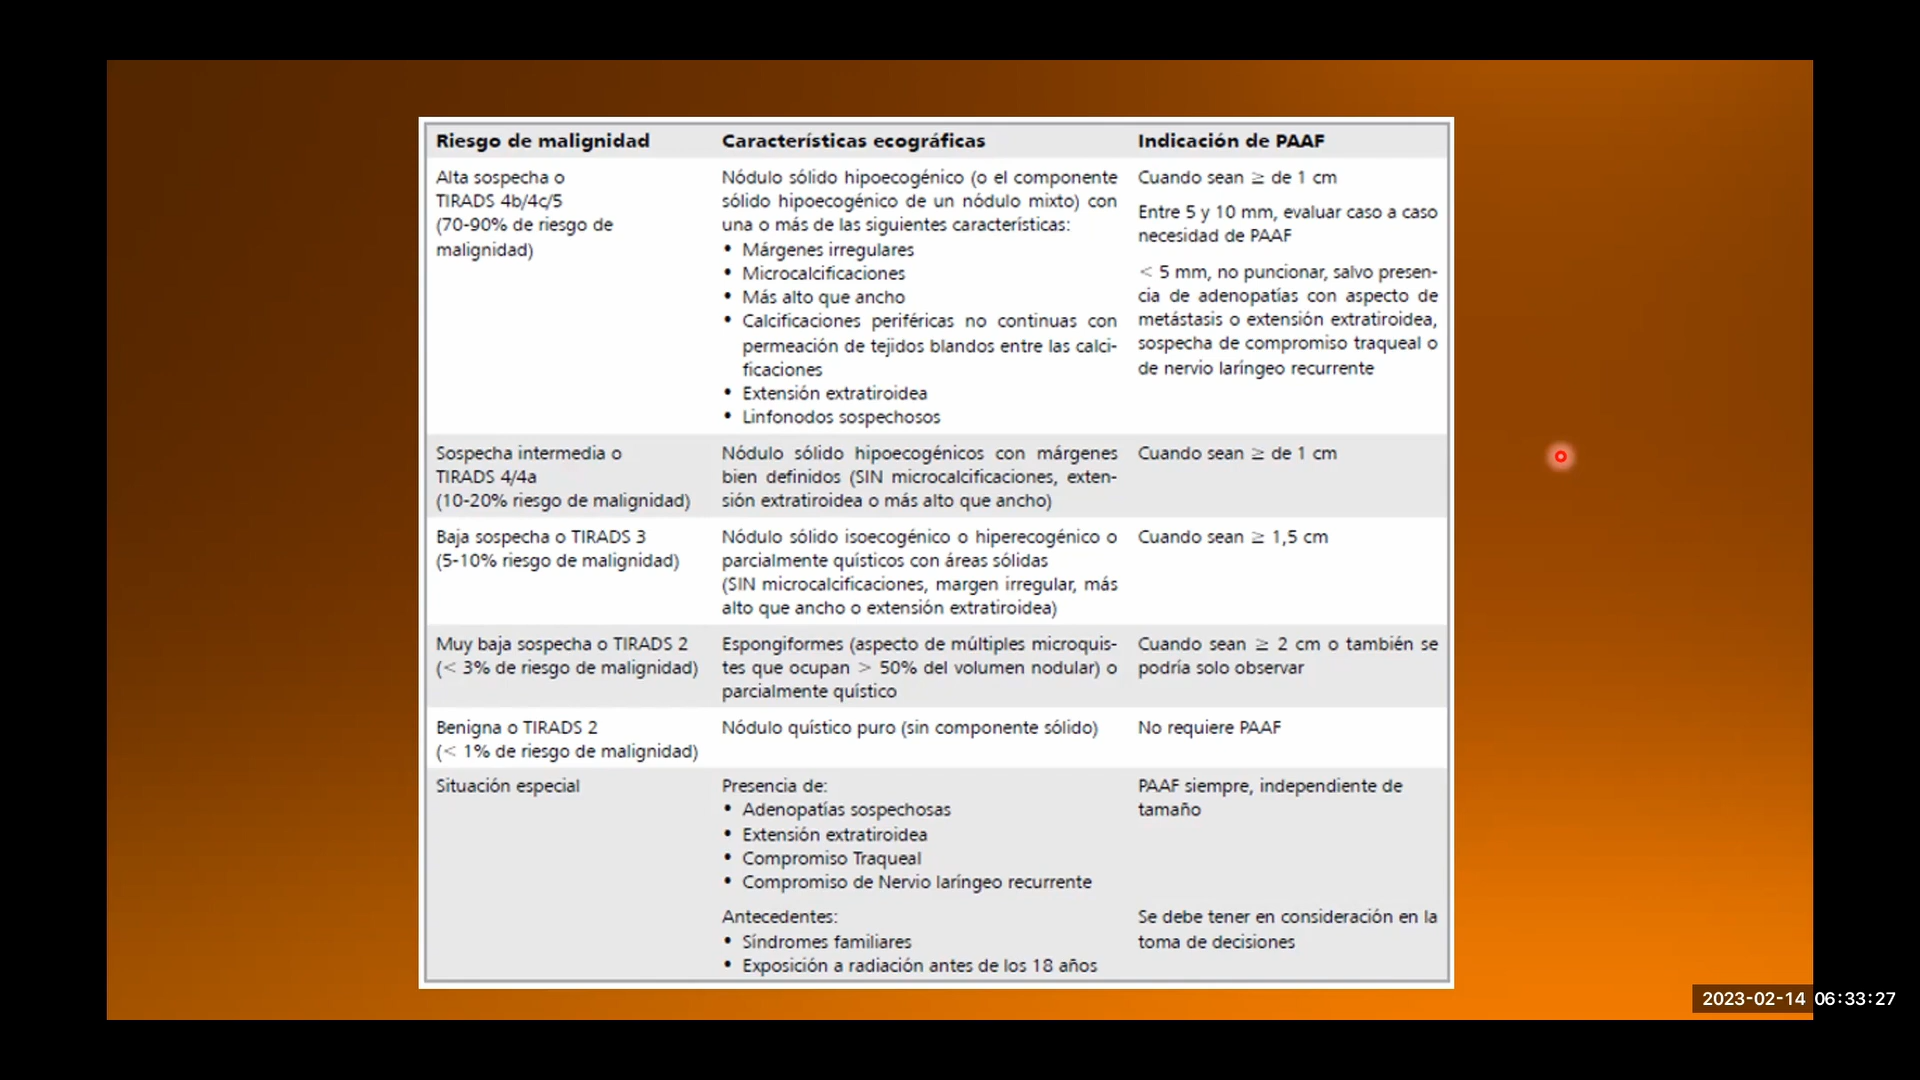 Riesgo de malignidad
Características ecográficas
Indicación de PAAF
Alta sospecha o
TIRADS 4b/4c/5
(70-90% de riesgo de
malignidad)
Nódulo sólido hipoecogénico (o el componente
sólido hipoecogénico de un nódulo mixto) con
una o más de las siguientes características:
• Márgenes irregulares
• Microcalcificaciones
• Más alto que ancho
• Calcificaciones periféricas no continuas con
permeación de tejidos blandos entre las calci-
ficaciones
• Extensión extratiroidea
• Linfonodos sospechosos
Cuando sean ≥ de 1 cm
Entre 5 y 10 mm, evaluar caso a caso
necesidad de PAAF
< 5 mm, no puncionar, salvo presen-
cia de adenopatías con aspecto de
metástasis o extensión extratiroidea,
sospecha de compromiso traqueal o
de nervio laríngeo recurrente
Sospecha intermedia o
TIRADS 4/4a
(10-20% riesgo de malignidad)
Nódulo sólido hipoecogénicos con márgenes
bien definidos (SIN microcalcificaciones, exten-
sión extratiroidea o más alto que ancho)
Cuando sean ≥ de 1 cm
Baja sospecha o TIRADS 3
(5-10% riesgo de malignidad)
Nódulo sólido isoecogénico o hiperecogénico o
parcialmente quísticos con áreas sólidas
(SIN microcalcificaciones, margen irregular, más
alto que ancho o extensión extratiroidea)
Cuando sean ≥ 1,5 cm
Muy baja sospecha o TIRADS 2
(< 3% de riesgo de malignidad)
Espongiformes (aspecto de múltiples microquis-
tes que ocupan > 50% del volumen nodular) o
parcialmente quístico
Cuando sean ≥ 2 cm o también se
podría solo observar
Benigna o TIRADS 2
(< 1% de riesgo de malignidad)
Nódulo quístico puro (sin componente sólido)
No requiere PAAF
Situación especial
Presencia de:
• Adenopatías sospechosas
• Extensión extratiroidea
• Compromiso Traqueal
• Compromiso de Nervio laríngeo recurrente
PAAF siempre, independiente de
tamaño
Antecedentes:
• Síndromes familiares
• Exposición a radiación antes de los 18 años
Se debe tener en consideración en la
toma de decisiones
2023-02-14 06:33:27